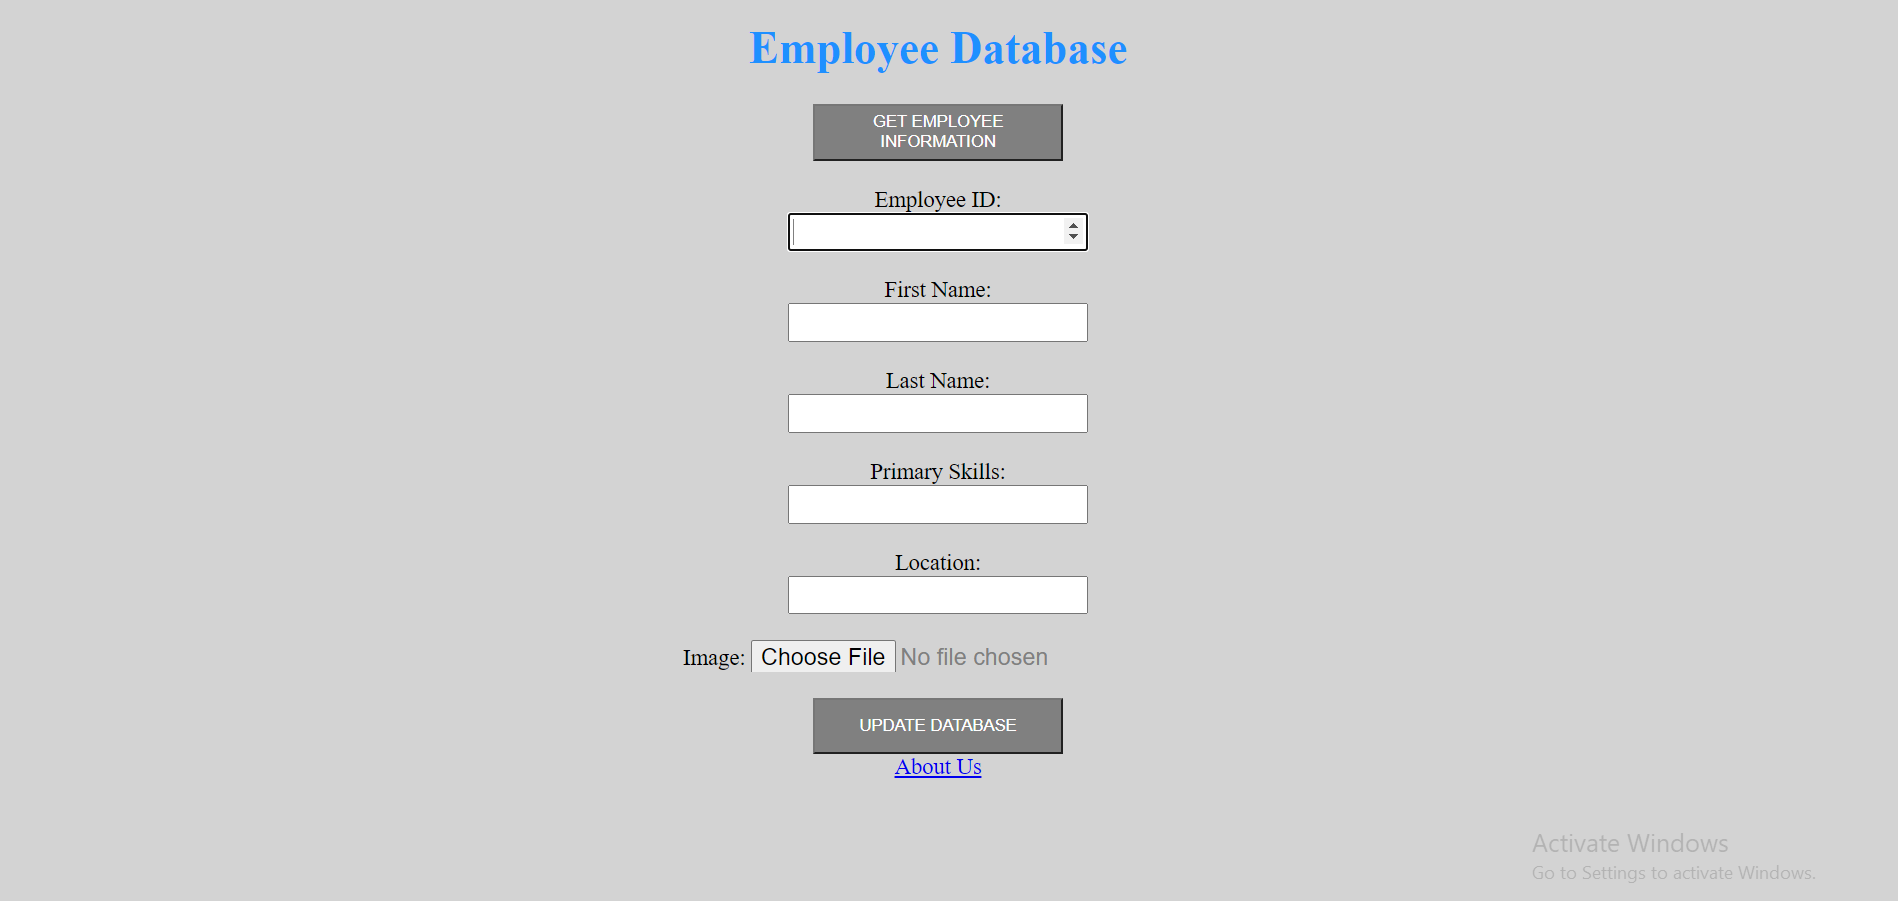 Employee Database
GET EMPLOYEE
INFORMATION
Employee ID:
First Name:
Last Name:
Primary Skills:
Location:
Image: Choose File No file chosen
UPDATE DATABASE
About Us
Activate Windows
Go to Settings to activate Windows.